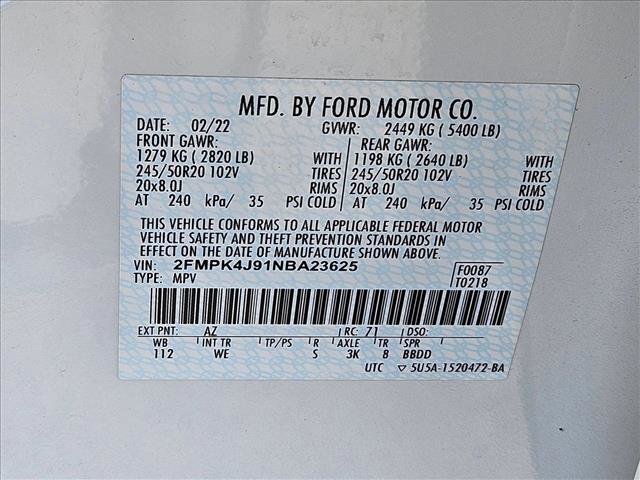 MFD. BY FORD MOTOR CO.
DATE: 02/22 GVWR: 2449 KG ( 5400 LB)
FRONT GAWR: REAR GAWR:
1279 KG ( 2820 LB) WITH 1198 KG ( 2640 LB) WITH
245/50R20 102V TIRES 245/50R20 102V TIRES
20x8.0J RIMS 20x8.0J RIMS
AT 240 kPa/ 35 PSI COLD AT 240 kPa/ 35 PSI COLD
THIS VEHICLE CONFORMS TO ALL APPLICABLE FEDERAL MOTOR
VEHICLE SAFETY AND THEFT PREVENTION STANDARDS IN
EFFECT ON THE DATE OF MANUFACTURE SHOWN ABOVE.
VIN: 2FMPK4J91NBA23625 F0087
TYPE: MPV T0218
EXT PNT: AZ RC: 71 DSO:
WB INT TR TP/PS R AXLE TR SPR
112 WE S 3K 8 BBDD
UTC ▽ 5U5A-1520472-BA